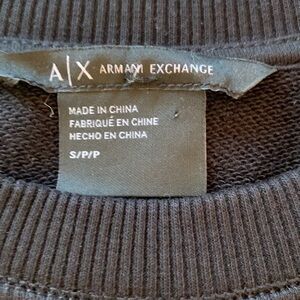 A|X ARMANI EXCHANGE
MADE IN CHINA
FABRIQUÉ EN CHINE
HECHO EN CHINA
S/P/P